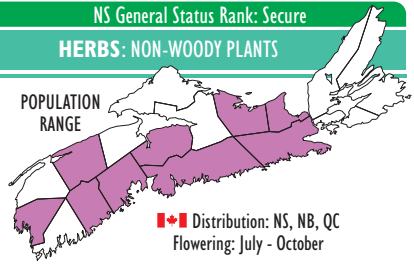 NS General Status Rank: Secure
HERBS: NON-WOODY PLANTS
POPULATION
RANGE
Distribution: NS, NB, QC
Flowering: July - October